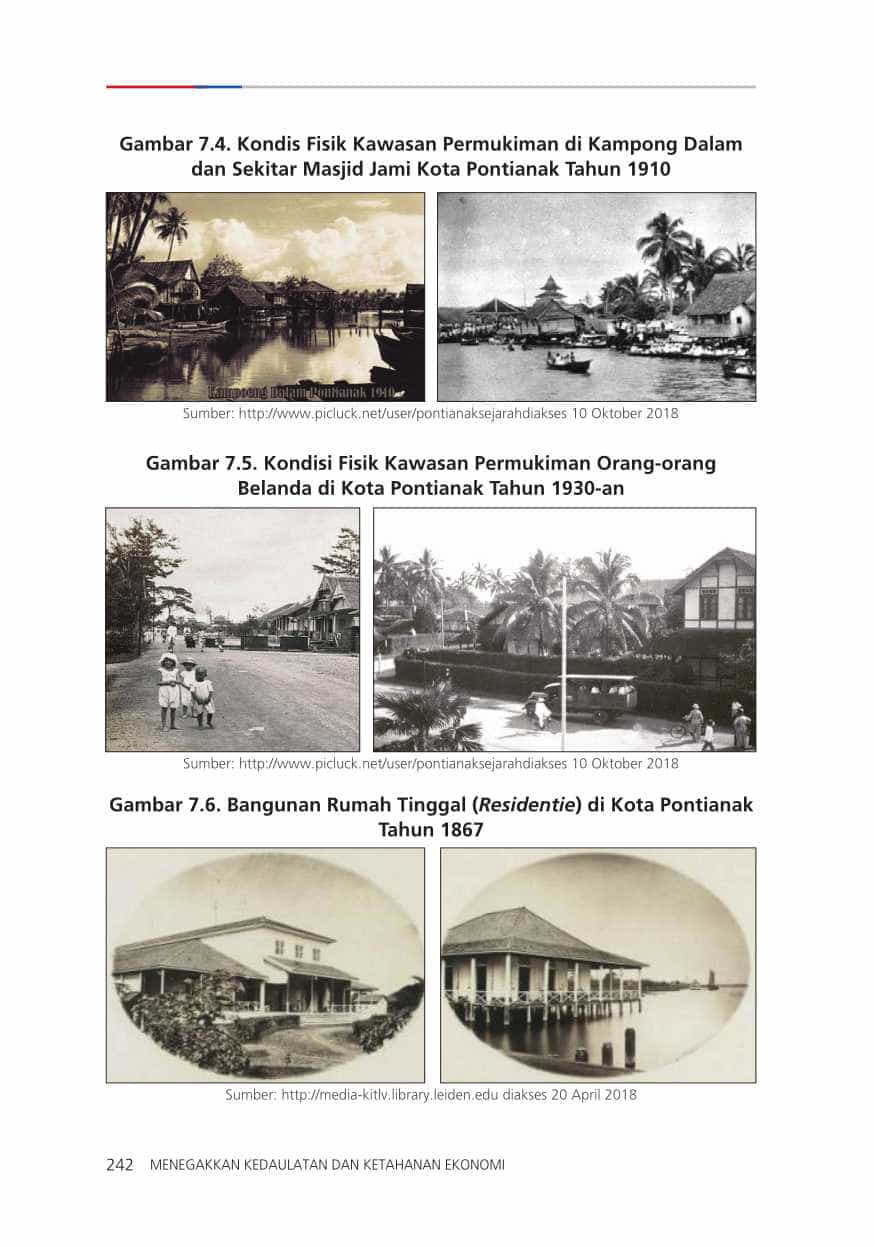 Gambar 7.4. Kondis Fisik Kawasan Permukiman di Kampong Dalam
dan Sekitar Masjid Jami Kota Pontianak Tahun 1910
Kampoeng Dalam Pontianak 1910
Sumber: http://www.picluck.net/user/pontianaksejarahdiakses 10 Oktober 2018
Gambar 7.5. Kondisi Fisik Kawasan Permukiman Orang-orang
Belanda di Kota Pontianak Tahun 1930-an
Sumber: http://www.picluck.net/user/pontianaksejarahdiakses 10 Oktober 2018
Gambar 7.6. Bangunan Rumah Tinggal (Residentie) di Kota Pontianak
Tahun 1867
Sumber: http://media-kitlv.library.leiden.edu diakses 20 April 2018
242 MENEGAKKAN KEDAULATAN DAN KETAHANAN EKONOMI